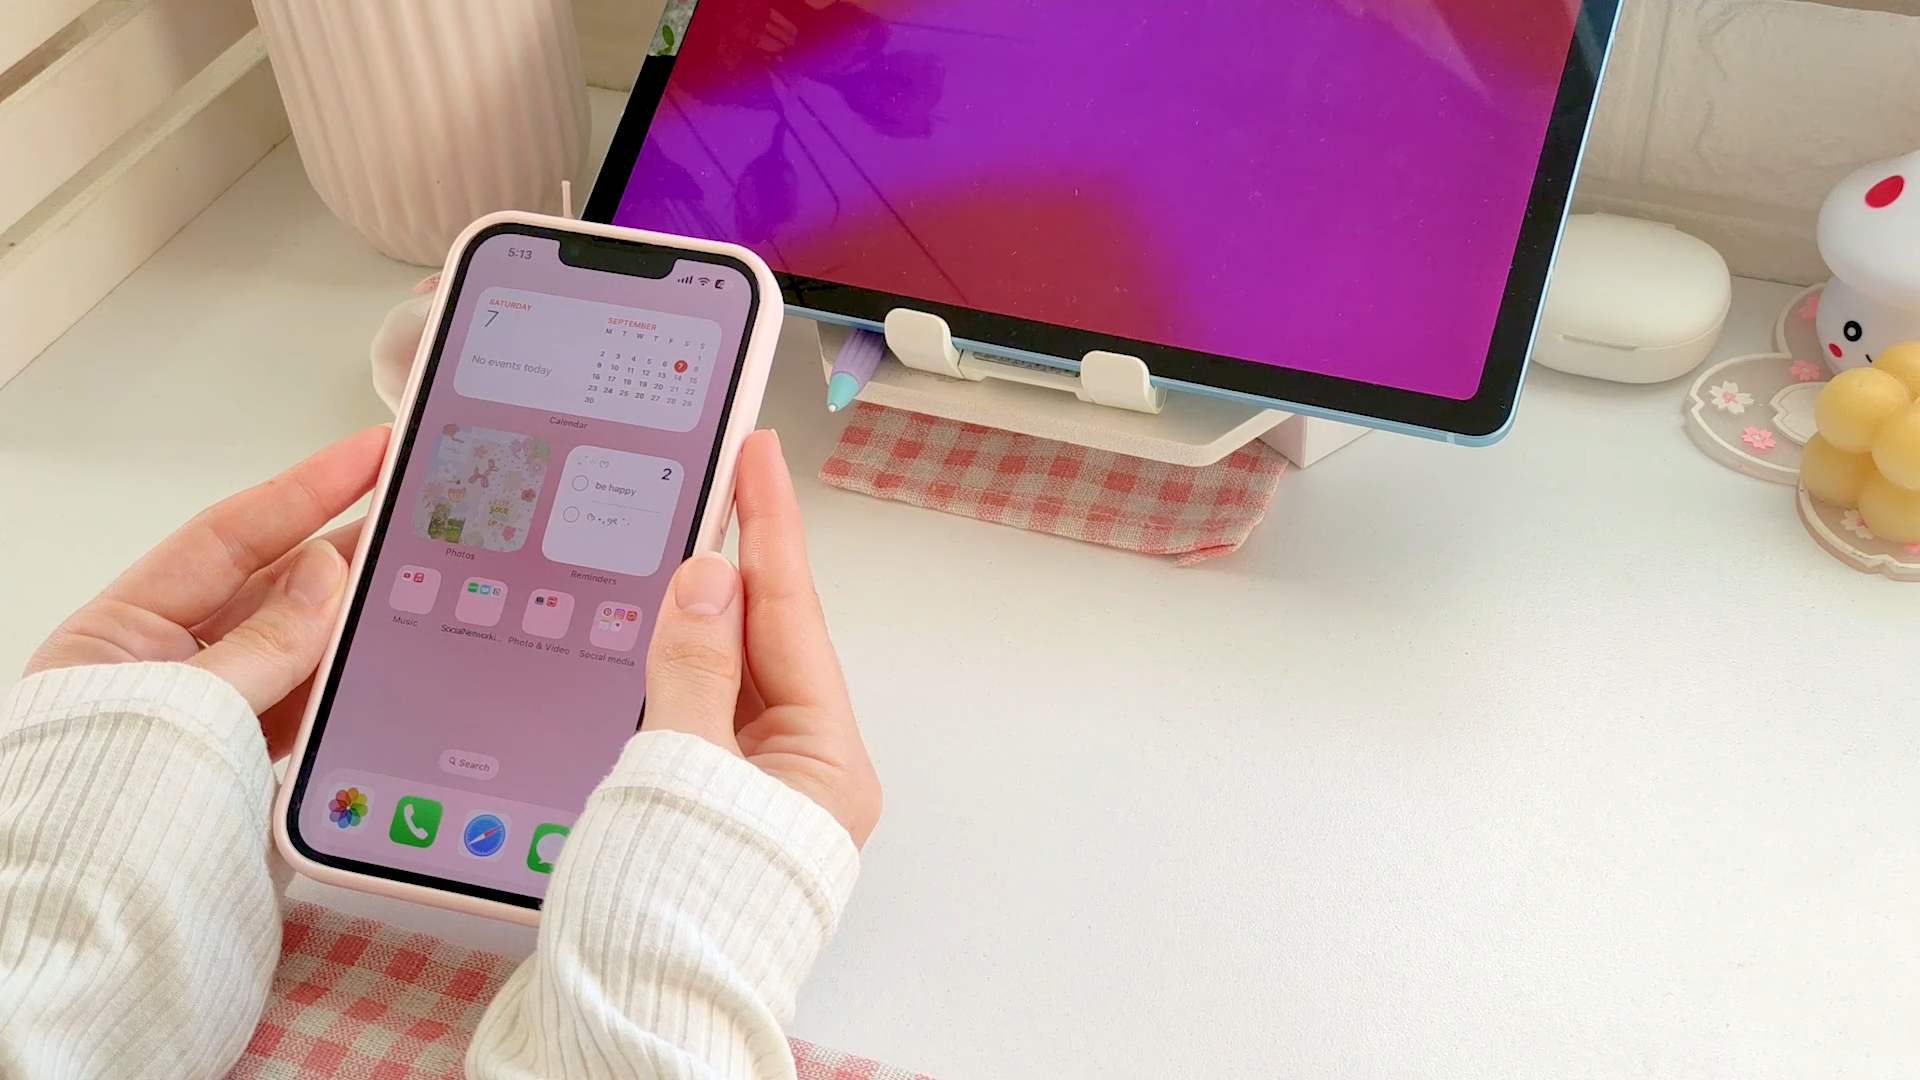 5:13
SATURDAY
7
No events today
SEPTEMBER
M T W T F S S
1
2 3 4 5 6 7 8
9 10 11 12 13 14 15
16 17 18 19 20 21 22
23 24 25 26 27 28 29
30
Calendar
2
be happy
Photos
Reminders
Music
SocialNetworki...
Photo & Video
Social media
Search